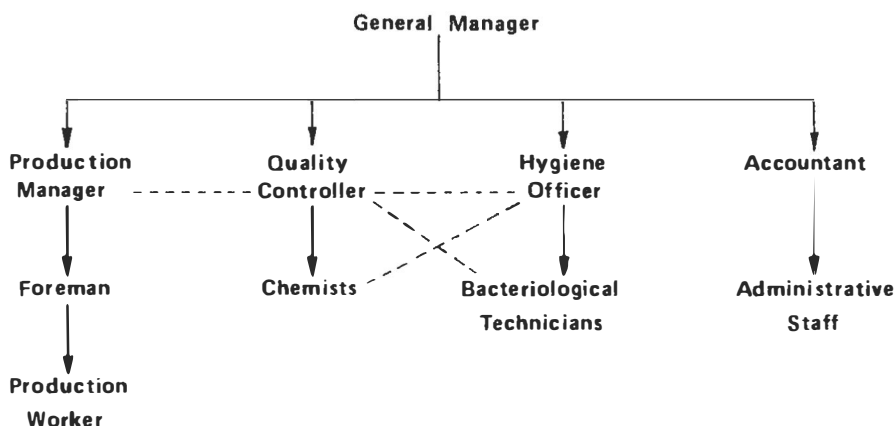 General Manager
Production
Manager
Quality
Controller
Hygiene
Officer
Accountant
Foreman
Chemists
Bacteriological
Technicians
Administrative
Staff
Production
Worker